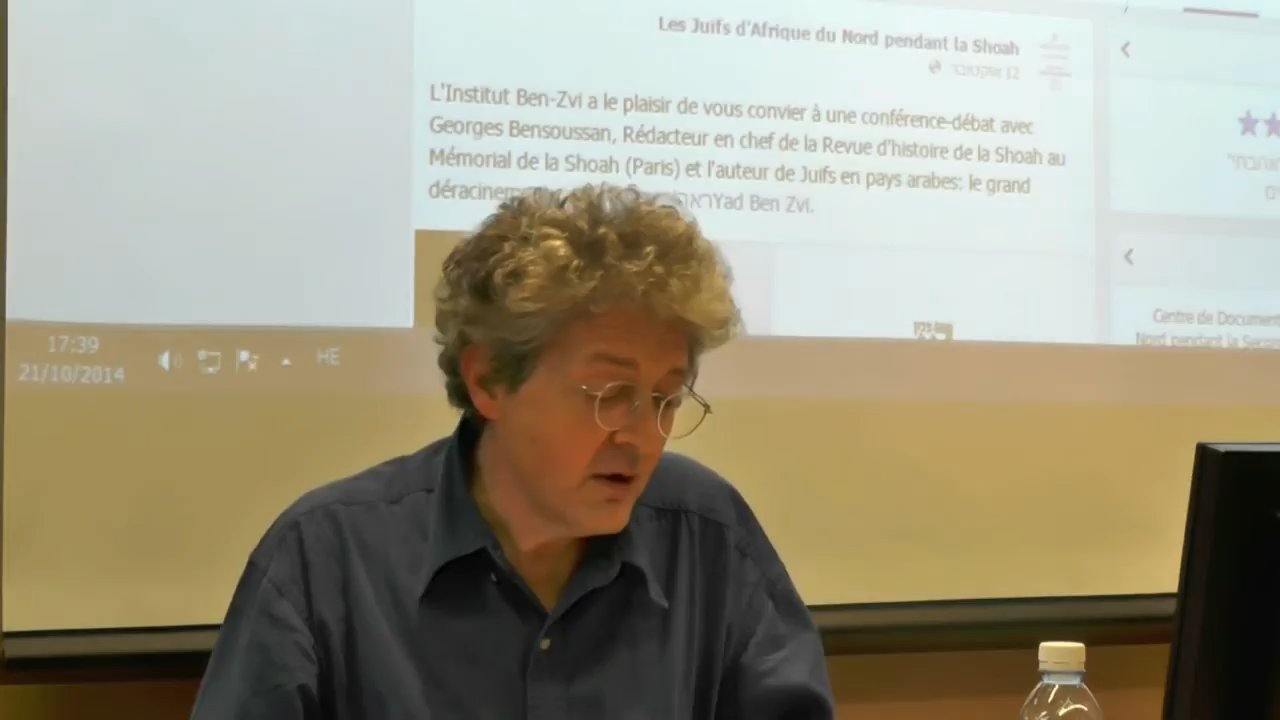 Les Juifs d'Afrique du Nord pendant la Shoah
12 אוקטובר
L'Institut Ben-Zvi a le plaisir de vous convier à une conférence-débat avec
Georges Bensoussan, Rédacteur en chef de la Revue d'histoire de la Shoah au
Mémorial de la Shoah (Paris) et l'auteur de Juifs en pays arabes: le grand
Yad Ben Zvi.
Centre de
Nord pendant la
17:39
21/10/2014
HE